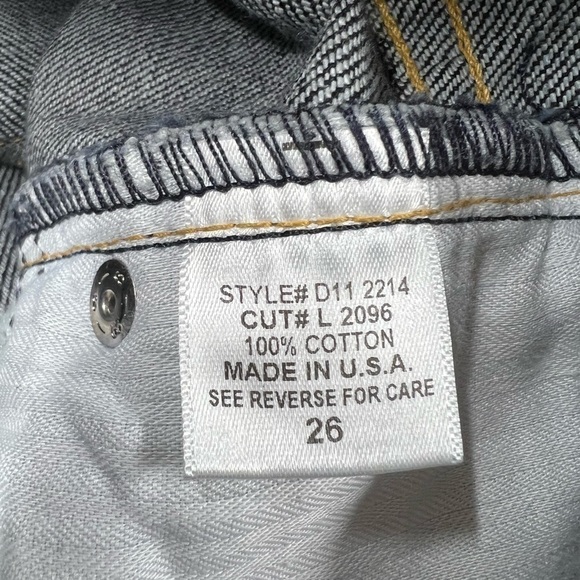 STYLE# D11 2214
CUT# L 2096
100% COTTON
MADE IN U.S.A.
SEE REVERSE FOR CARE
26